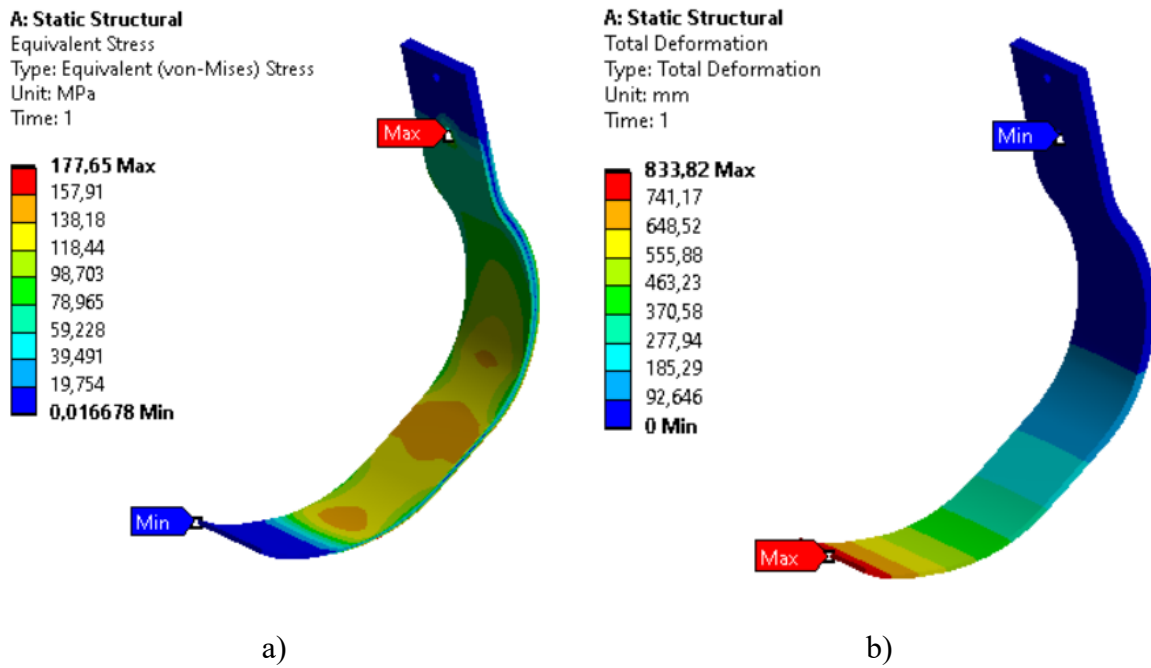 A: Static Structural
Equivalent Stress
Type: Equivalent (von-Mises) Stress
Unit: MPa
Time: 1
177,65 Max
157,91
138,18
118,44
98,703
78,965
59,228
39,491
19,754
0,016678 Min
Max
Min
a)
A: Static Structural
Total Deformation
Type: Total Deformation
Unit: mm
Time: 1
833,82 Max
741,17
648,52
555,88
463,23
370,58
277,94
185,29
92,646
0 Min
Min
Max
b)